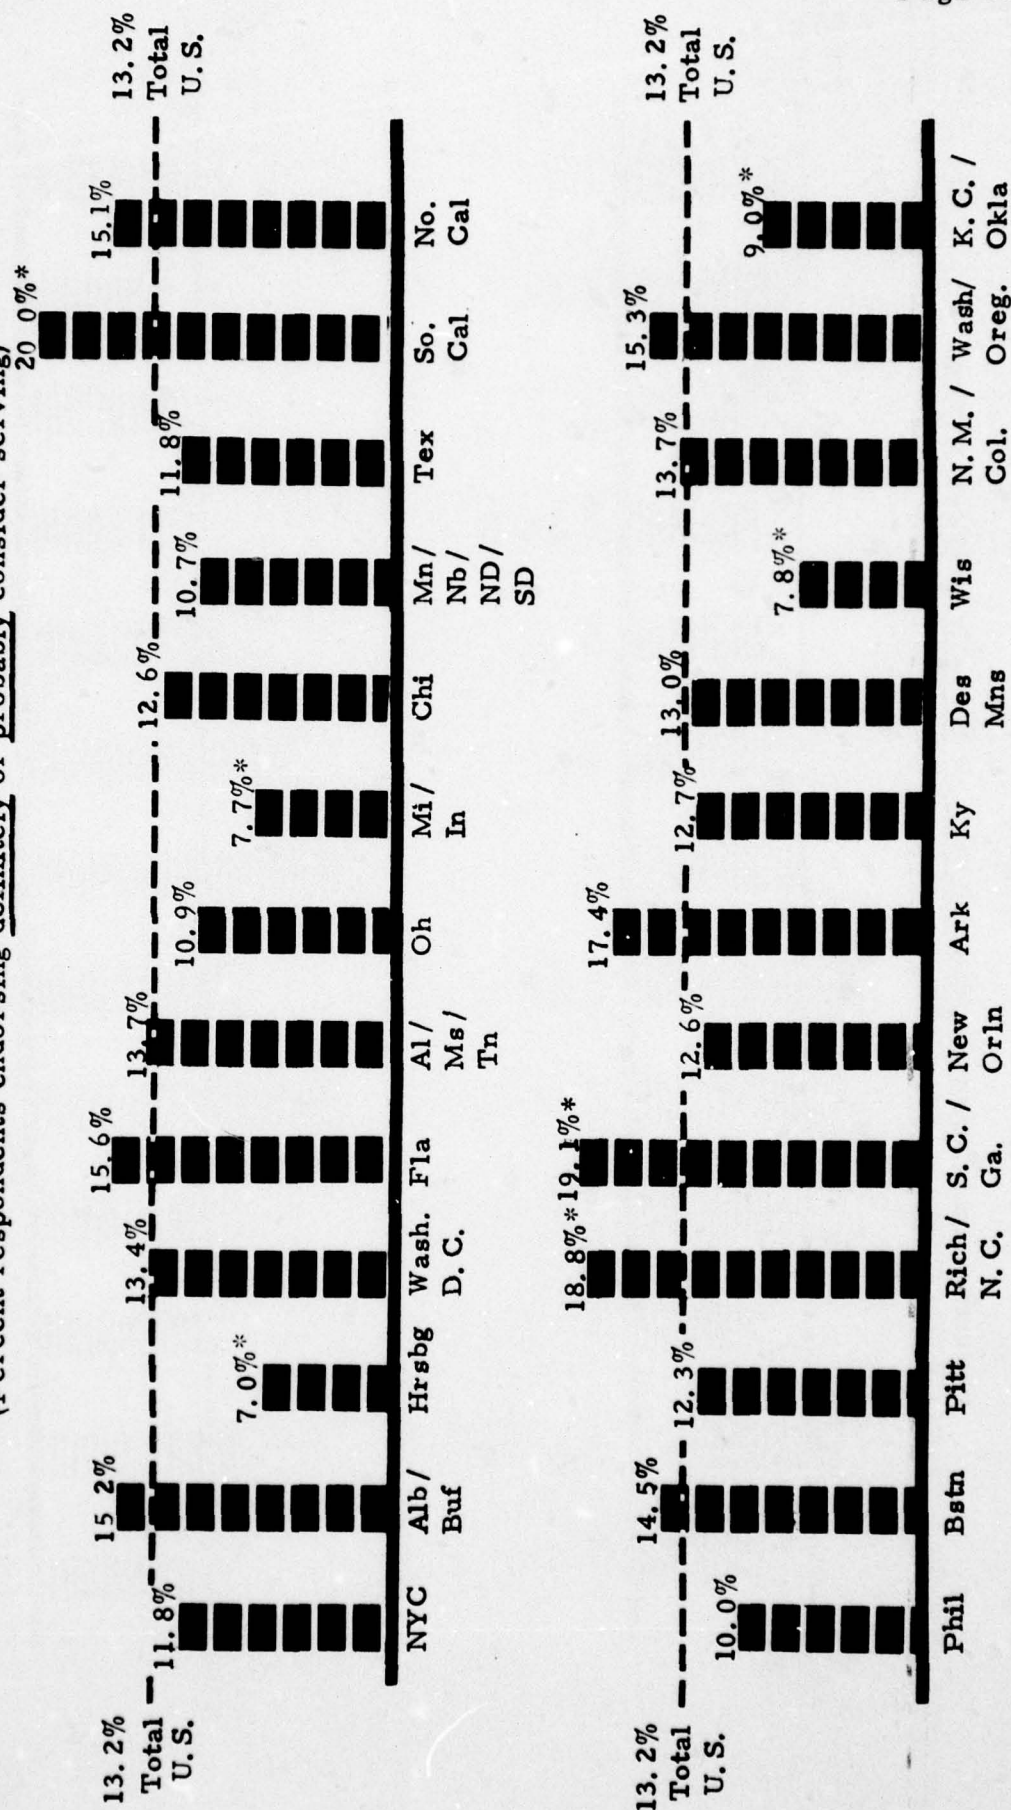 (Percent respondents endorsing definitely or probably consider serving)
13.2%
Total
U.S.
11.8%
15 2%
7.0%*
13.4%
15.6%
13.7%
10.9%
7.7%*
12.6%
10.7%
11.8%
20 0%*
15.1%
13.2%
Total
U.S.
NYC
Alb/
Buf
Hrsbg
Wash.
D.C.
Fla
Al/
Ms/
Tn
Oh
Mi/
In
Chi
Mn/
Nb/
ND/
SD
Tex
So.
Cal
No.
Cal
13.2%
Total
U.S.
10.0%
14.5%
12.3%
18.8%*
19.1%*
12.6%
17.4%
12.7%
13.0%
7.8%*
13.7%
15.3%
9.0%*
13.2%
Total
U.S.
Phil
Bstn
Pitt
Rich/
N.C.
S.C./
Ga.
New
Orln
Ark
Ky
Des
Mns
Wis
N.M./
Col.
Wash/
Oreg.
K.C./
Okla